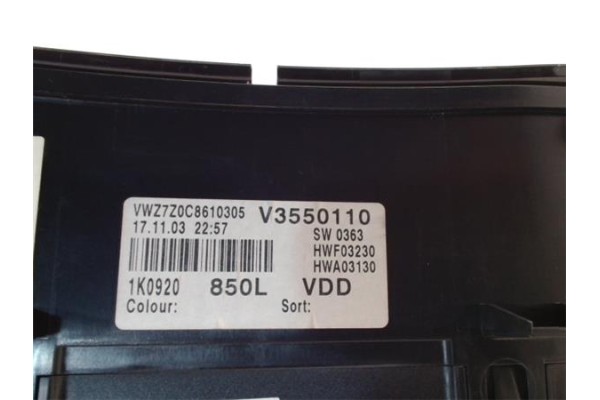 VWZ7Z0C8610305 V3550110
17.11.03 22:57 SW 0363
HWF03230
HWA03130
1K0920 850L VDD
Colour: Sort: